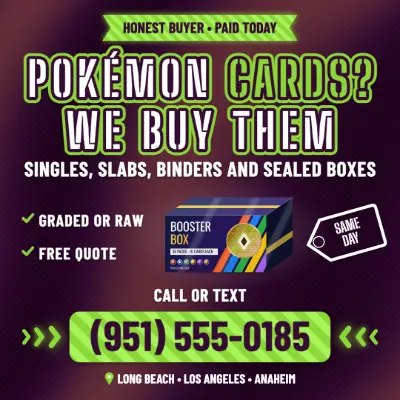 HONEST BUYER • PAID TODAY
POKÉMON CARDS?
WE BUY THEM
SINGLES, SLABS, BINDERS AND SEALED BOXES
GRADED OR RAW
FREE QUOTE
BOOSTER
BOX
SAME
DAY
CALL OR TEXT
(951) 555-0185
LONG BEACH • LOS ANGELES • ANAHEIM